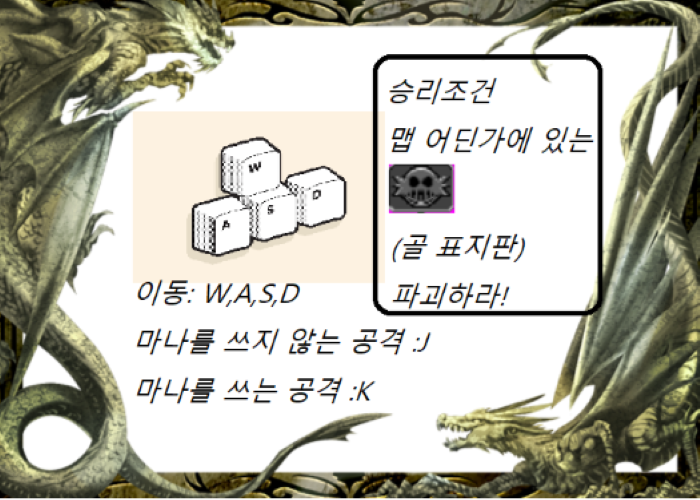 승리조건
맵 어딘가에 있는
(골 표지판)
파괴하라!
W
A S D
이동: W,A,S,D
마나를 쓰지 않는 공격 :J
마나를 쓰는 공격 :K